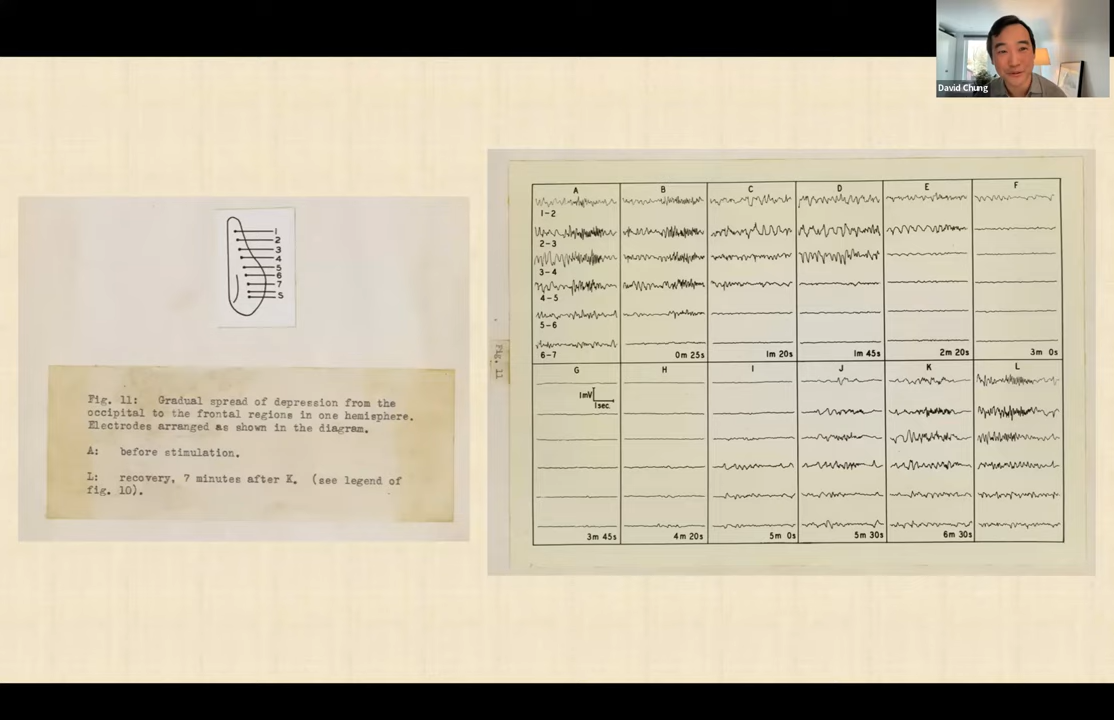 David Chung
1
2
3
4
5
6
7
S
Fig. 11: Gradual spread of depression from the
occipital to the frontal regions in one hemisphere.
Electrodes arranged as shown in the diagram.
A: before stimulation.
L: recovery, 7 minutes after K. (see legend of
fig. 10).
Fig. 11
A B C D E F
1-2
2-3
3-4
4-5
5-6
6-7 0m 25s 1m 20s 1m 45s 2m 20s 3m 0s
G H I J K L
1mV
1sec.
3m 45s 4m 20s 5m 0s 5m 30s 6m 30s